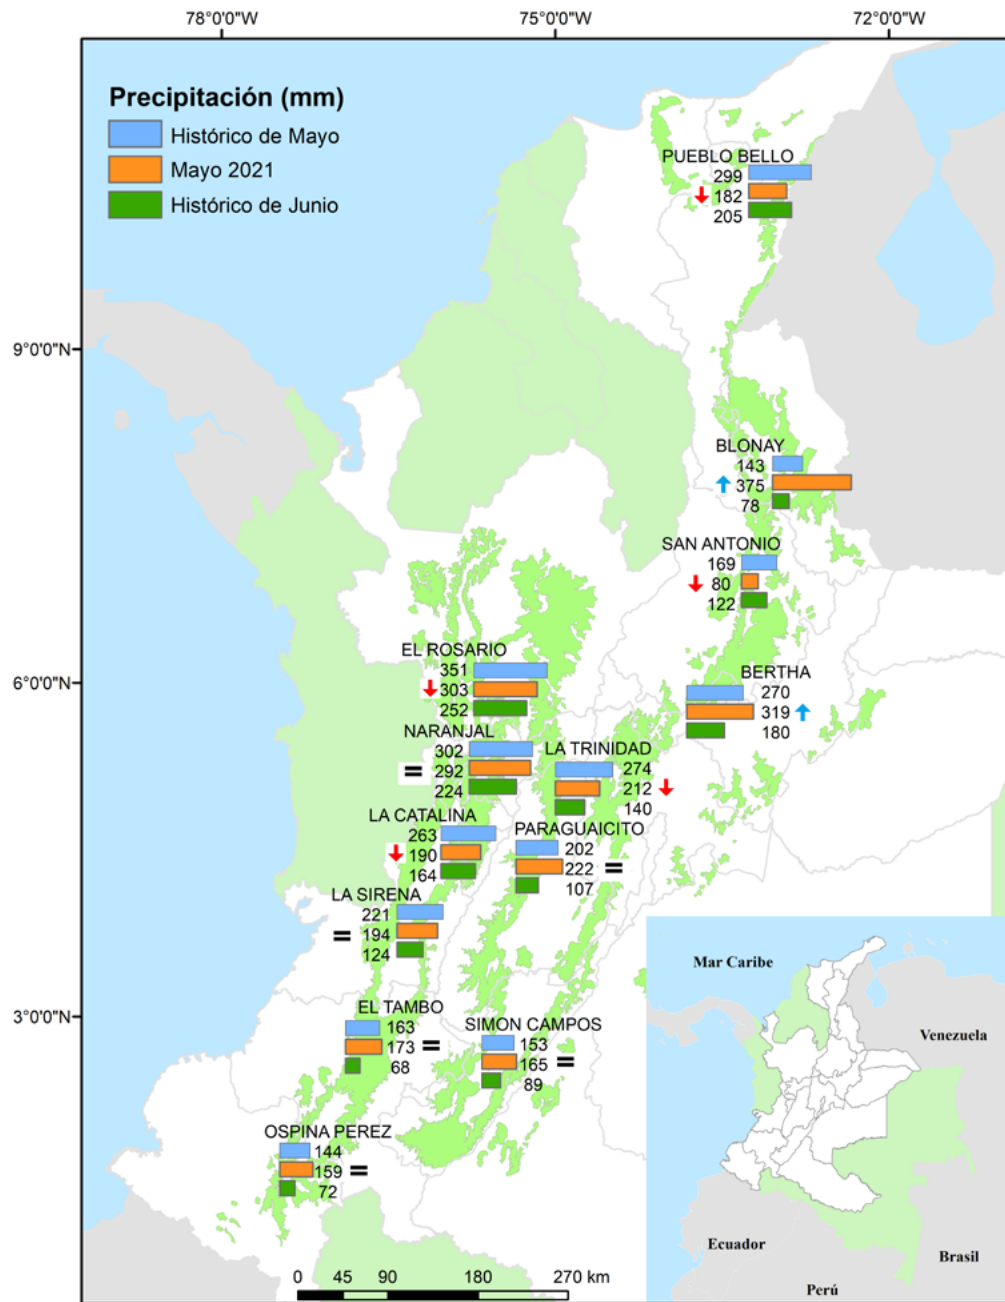 78°0'0"W
75°0'0"W
72°0'0"W
Precipitación (mm)
Histórico de Mayo
Mayo 2021
Histórico de Junio
PUEBLO BELLO
299
182
205
9°0'0"N
BLONAY
143
375
78
SAN ANTONIO
169
80
122
6°0'0"N
EL ROSARIO
351
303
252
BERTHA
270
319
180
NARANJAL
302
292
224
=
LA TRINIDAD
274
212
140
LA CATALINA
263
190
164
PARAGUAICITO
202
222
107
=
LA SIRENA
221
194
124
=
3°0'0"N
EL TAMBO
163
173
68
=
SIMON CAMPOS
153
165
89
=
OSPINA PEREZ
144
159
72
=
Mar Caribe
Venezuela
Ecuador
Brasil
Perú
0 45 90 180 270 km